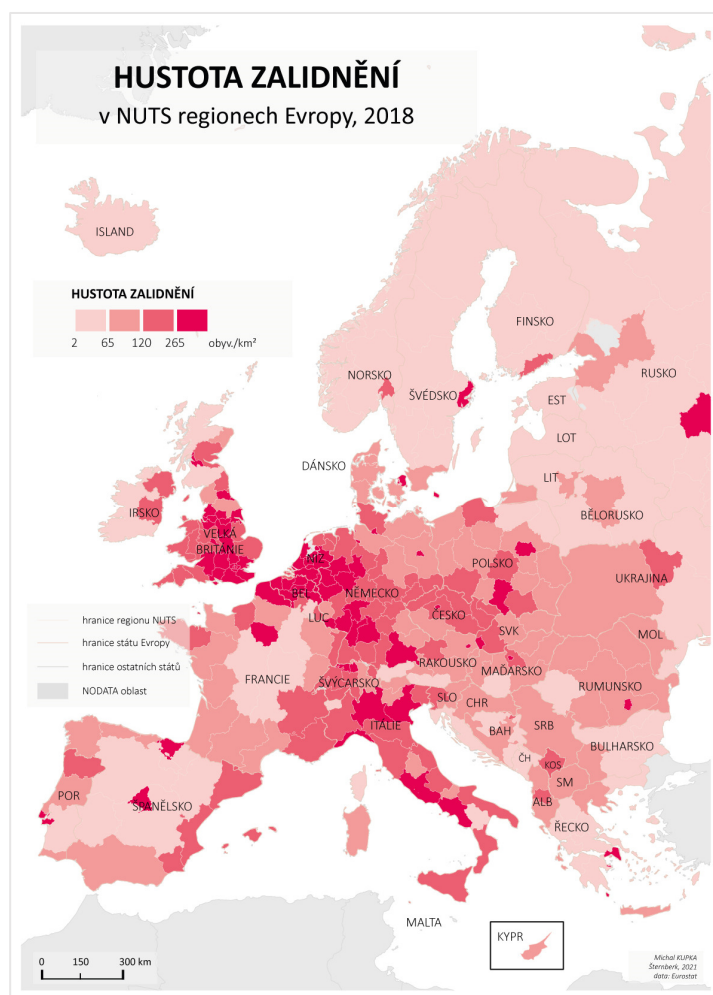 HUSTOTA ZALIDNĚNÍ
v NUTS regionech Evropy, 2018
ISLAND
HUSTOTA ZALIDNĚNÍ
2 65 120 265 obyv./km²
FINSKO
NORSKO
ŠVÉDSKO
RUSKO
EST
LOT
DÁNSKO
LIT
BĚLORUSKO
IRSKO
VELKÁ
BRITÁNIE
NIZ
POLSKO
UKRAJINA
BEL
NĚMECKO
LUC
ČESKO
SVK
MOL
hranice regionu NUTS
hranice státu Evropy
hranice ostatních států
NODATA oblast
FRANCIE
ŠVÝCARSKO
RAKOUSKO
MAĎARSKO
RUMUNSKO
SLO
CHR
ITÁLIE
BAH
SRB
BULHARSKO
ČH
KOS
SM
POR
ŠPANĚLSKO
ALB
ŘECKO
MALTA
KYPR
0 150 300 km
Michal KUPKA
Šternberk, 2021
data: Eurostat